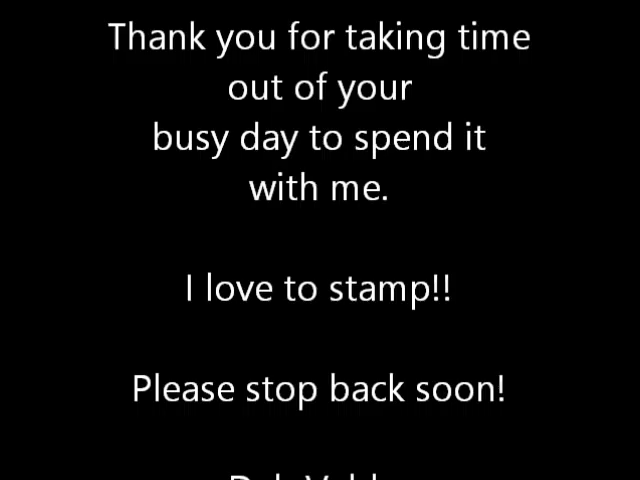 Thank you for taking time
out of your
busy day to spend it
with me.
I love to stamp!!
Please stop back soon!